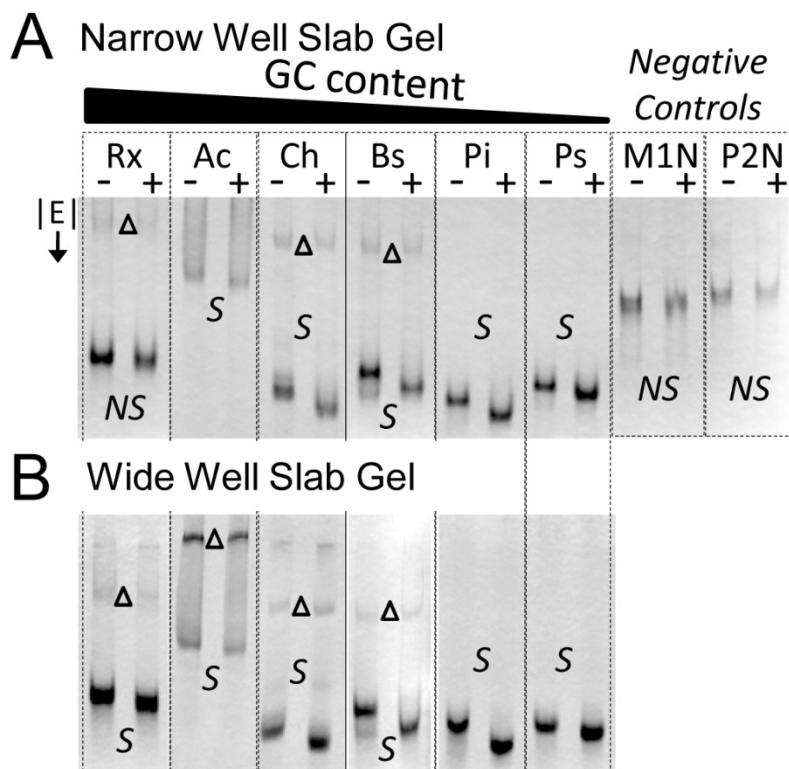 A Narrow Well Slab Gel
GC content
Negative
Controls
Rx Ac Ch Bs Pi Ps M1N P2N
- + - + - + - + - + - + - + - +
|E|
Δ Δ Δ
S S S S
NS S NS NS
B Wide Well Slab Gel
Δ
Δ Δ Δ
S S S S
S S